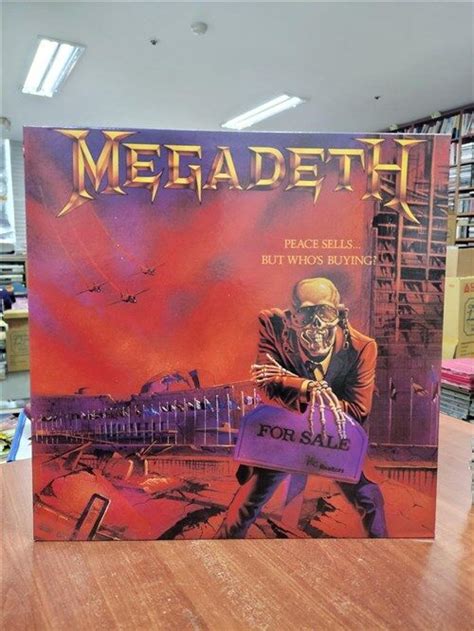 MEGADETH
PEACE SELLS...
BUT WHO'S BUYING?
FOR SALE